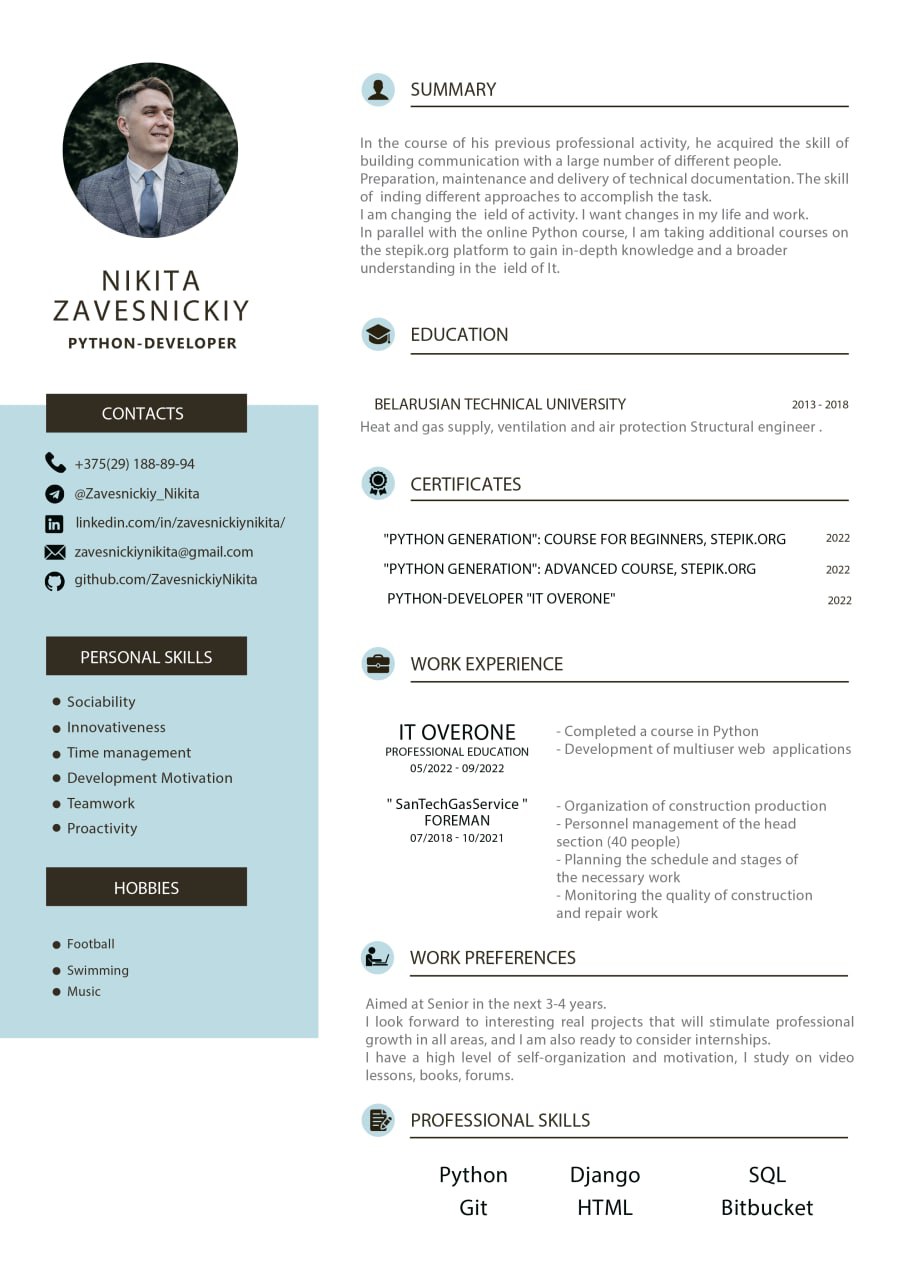 NIKITA
ZAVESNICKIY
PYTHON-DEVELOPER
CONTACTS
+375(29) 188-89-94
@Zavesnickiy_Nikita
linkedin.com/in/zavesnickiynikita/
zavesnickiynikita@gmail.com
github.com/ZavesnickiyNikita
PERSONAL SKILLS
Sociability
Innovativeness
Time management
Development Motivation
Teamwork
Proactivity
HOBBIES
Football
Swimming
Music
SUMMARY
In the course of his previous professional activity, he acquired the skill of
building communication with a large number of different people.
Preparation, maintenance and delivery of technical documentation. The skill
of inding different approaches to accomplish the task.
I am changing the ield of activity. I want changes in my life and work.
In parallel with the online Python course, I am taking additional courses on
the stepik.org platform to gain in-depth knowledge and a broader
understanding in the ield of It.
EDUCATION
BELARUSIAN TECHNICAL UNIVERSITY 2013 - 2018
Heat and gas supply, ventilation and air protection Structural engineer .
CERTIFICATES
"PYTHON GENERATION": COURSE FOR BEGINNERS, STEPIK.ORG 2022
"PYTHON GENERATION": ADVANCED COURSE, STEPIK.ORG 2022
PYTHON-DEVELOPER "IT OVERONE" 2022
WORK EXPERIENCE
IT OVERONE
PROFESSIONAL EDUCATION
05/2022 - 09/2022
- Completed a course in Python
- Development of multiuser web applications
" SanTechGasService "
FOREMAN
07/2018 - 10/2021
- Organization of construction production
- Personnel management of the head
section (40 people)
- Planning the schedule and stages of
the necessary work
- Monitoring the quality of construction
and repair work
WORK PREFERENCES
Aimed at Senior in the next 3-4 years.
I look forward to interesting real projects that will stimulate professional
growth in all areas, and I am also ready to consider internships.
I have a high level of self-organization and motivation, I study on video
lessons, books, forums.
PROFESSIONAL SKILLS
Python Django SQL
Git HTML Bitbucket